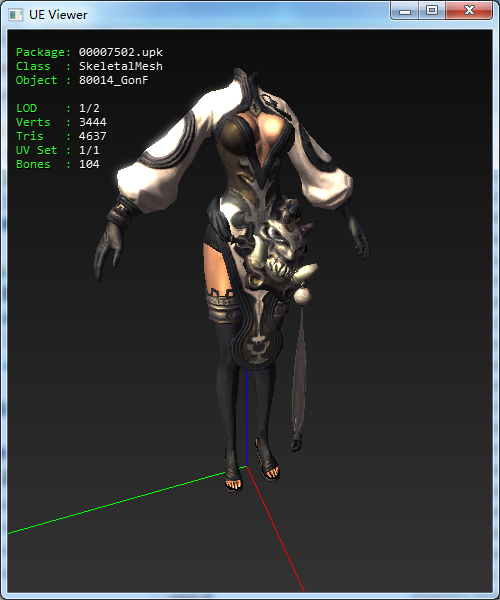 UE Viewer
Package: 00007502.upk
Class  : SkeletalMesh
Object : 80014_GonF
LOD    : 1/2
Verts  : 3444
Tris   : 4637
UV Set : 1/1
Bones  : 104